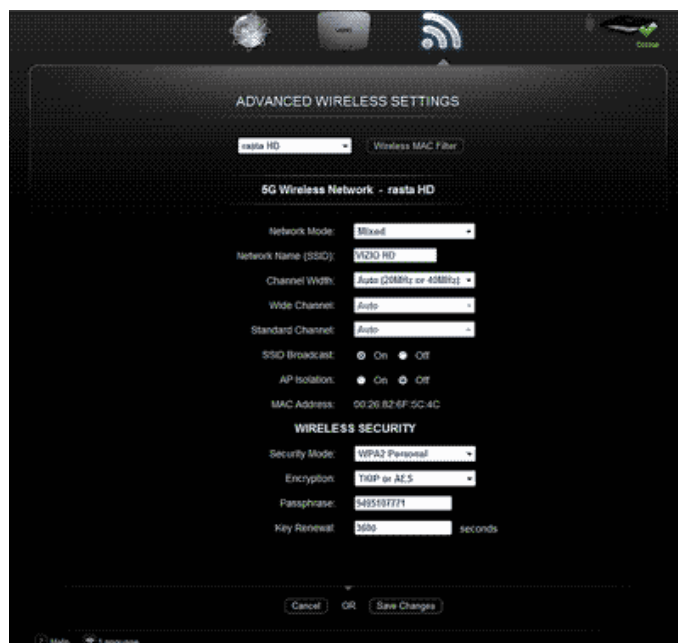 VIZIO
ADVANCED WIRELESS SETTINGS
rasta HD Wireless MAC Filter
5G Wireless Network - rasta HD
Network Mode: Mixed
Network Name (SSID): VIZIO HD
Channel Width: Auto (20MHz or 40MHz)
Wide Channel: Auto
Standard Channel: Auto
SSID Broadcast: On Off
AP Isolation: On Off
MAC Address: 00:26:82:6F:5C:4C
WIRELESS SECURITY
Security Mode: WPA2 Personal
Encryption: TKIP or AES
Passphrase: 9495107771
Key Renewal: 3600 seconds
Cancel OR Save Changes
? Help Language